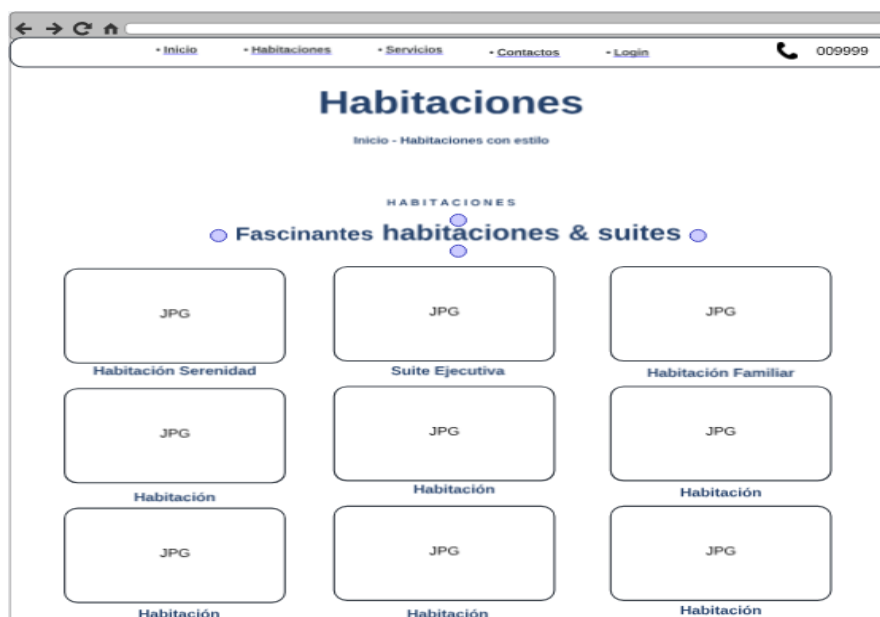 • Inicio • Habitaciones • Servicios • Contactos • Login 009999
Habitaciones
Inicio - Habitaciones con estilo
HABITACIONES
Fascinantes habitaciones & suites
JPG JPG JPG
Habitación Serenidad Suite Ejecutiva Habitación Familiar
JPG JPG JPG
Habitación Habitación Habitación
JPG JPG JPG
Habitación Habitación Habitación